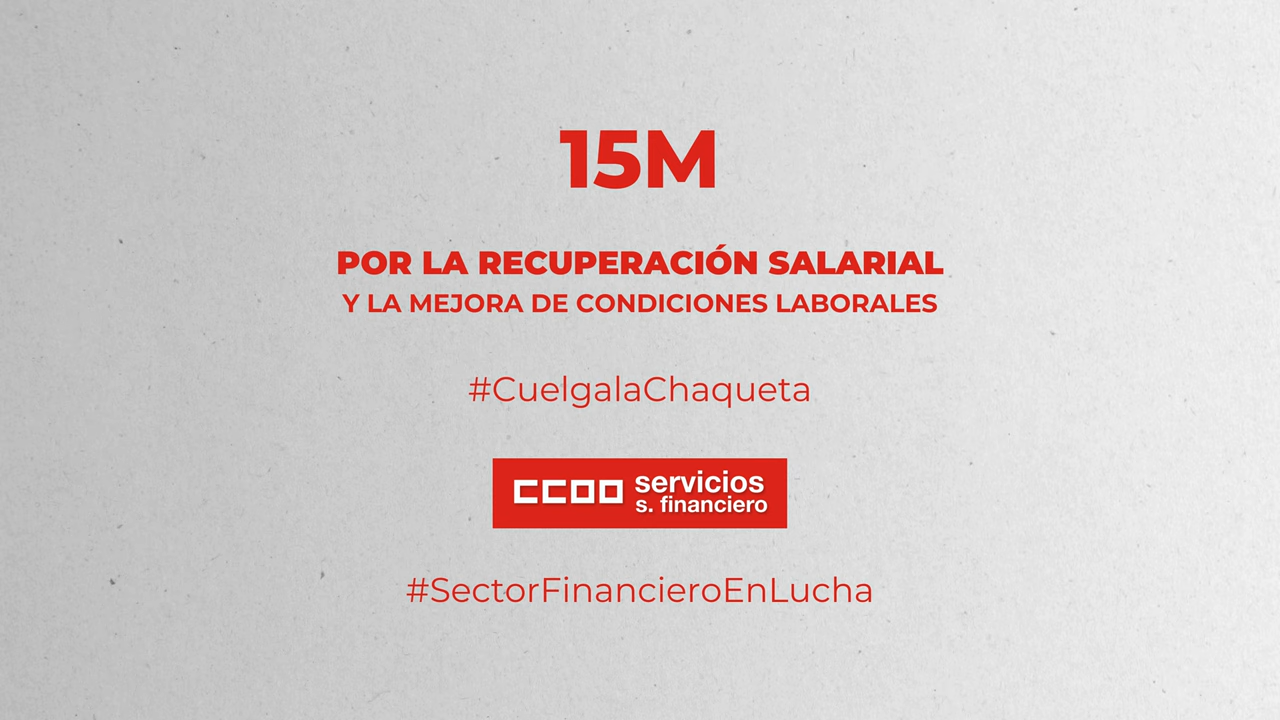 15M
POR LA RECUPERACIÓN SALARIAL
Y LA MEJORA DE CONDICIONES LABORALES
#CuelgalaChaqueta
CCOO servicios
s. financiero
#SectorFinancieroEnLucha